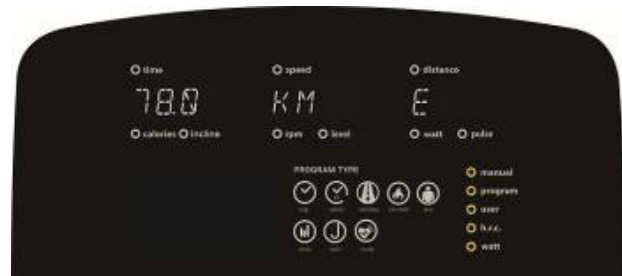 time speed distance
78.0 KM E
calories incline rpm level watt pulse
PROGRAM TYPE
manual
program
user
h.r.c.
watt